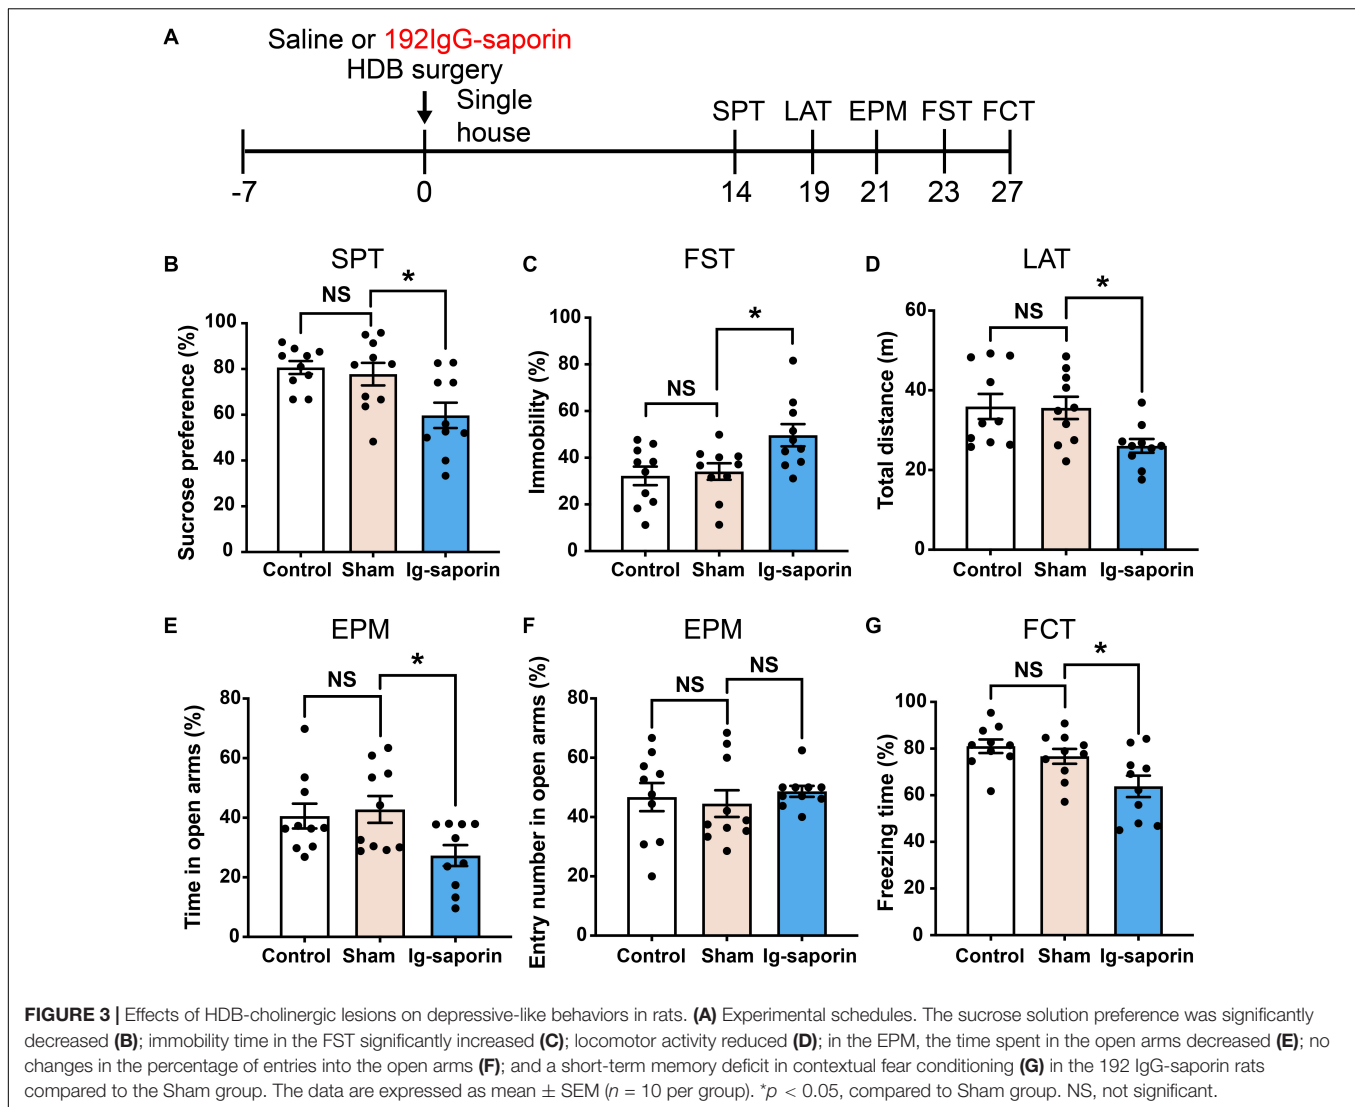 A
Saline or 192IgG-saporin
HDB surgery
Single
house
SPT LAT EPM FST FCT
-7 0 14 19 21 23 27
B
SPT
NS
*
Sucrose preference (%)
100
80
60
40
20
0
Control Sham Ig-saporin
C
FST
NS
*
Immobility (%)
100
80
60
40
20
0
Control Sham Ig-saporin
D
LAT
NS
*
Total distance (m)
60
40
20
0
Control Sham Ig-saporin
E
EPM
NS
*
Time in open arms (%)
80
60
40
20
0
Control Sham Ig-saporin
F
EPM
NS
NS
Entry number in open arms (%)
80
60
40
20
0
Control Sham Ig-saporin
G
FCT
NS
*
Freezing time (%)
100
80
60
40
20
0
Control Sham Ig-saporin
FIGURE 3 | Effects of HDB-cholinergic lesions on depressive-like behaviors in rats. (A) Experimental schedules. The sucrose solution preference was significantly
decreased (B); immobility time in the FST significantly increased (C); locomotor activity reduced (D); in the EPM, the time spent in the open arms decreased (E); no
changes in the percentage of entries into the open arms (F); and a short-term memory deficit in contextual fear conditioning (G) in the 192 IgG-saporin rats
compared to the Sham group. The data are expressed as mean ± SEM (n = 10 per group). *p < 0.05, compared to Sham group. NS, not significant.